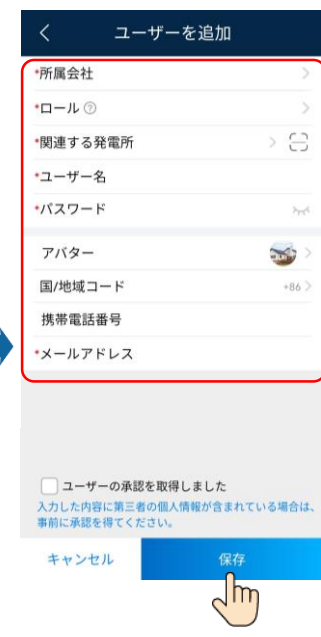 ユーザーを追加
*所属会社
*ロール ?
*関連する発電所
*ユーザー名
*パスワード
アバター
国/地域コード +86
携帯電話番号
*メールアドレス
ユーザーの承認を取得しました
入力した内容に第三者の個人情報が含まれている場合は、
事前に承認を得てください。
キャンセル 保存